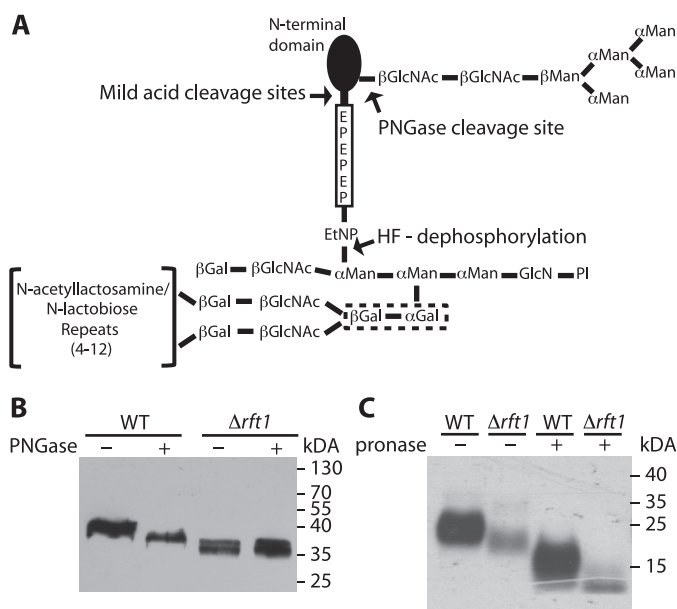 A
N-terminal
domain
βGlcNAc βGlcNAc βMan αMan αMan αMan αMan
Mild acid cleavage sites
PNGase cleavage site
E
P
E
P
E
P
EtNP
HF - dephosphorylation
βGal βGlcNAc αMan αMan αMan GlcN PI
N-acetyllactosamine/
N-lactobiose
Repeats
(4-12)
βGal βGlcNAc βGal αGal
βGal βGlcNAc
B
WT Δrft1
PNGase − + − + kDA
130
70
55
40
35
25
C
WT Δrft1 WT Δrft1
pronase − − + + kDA
40
35
25
15